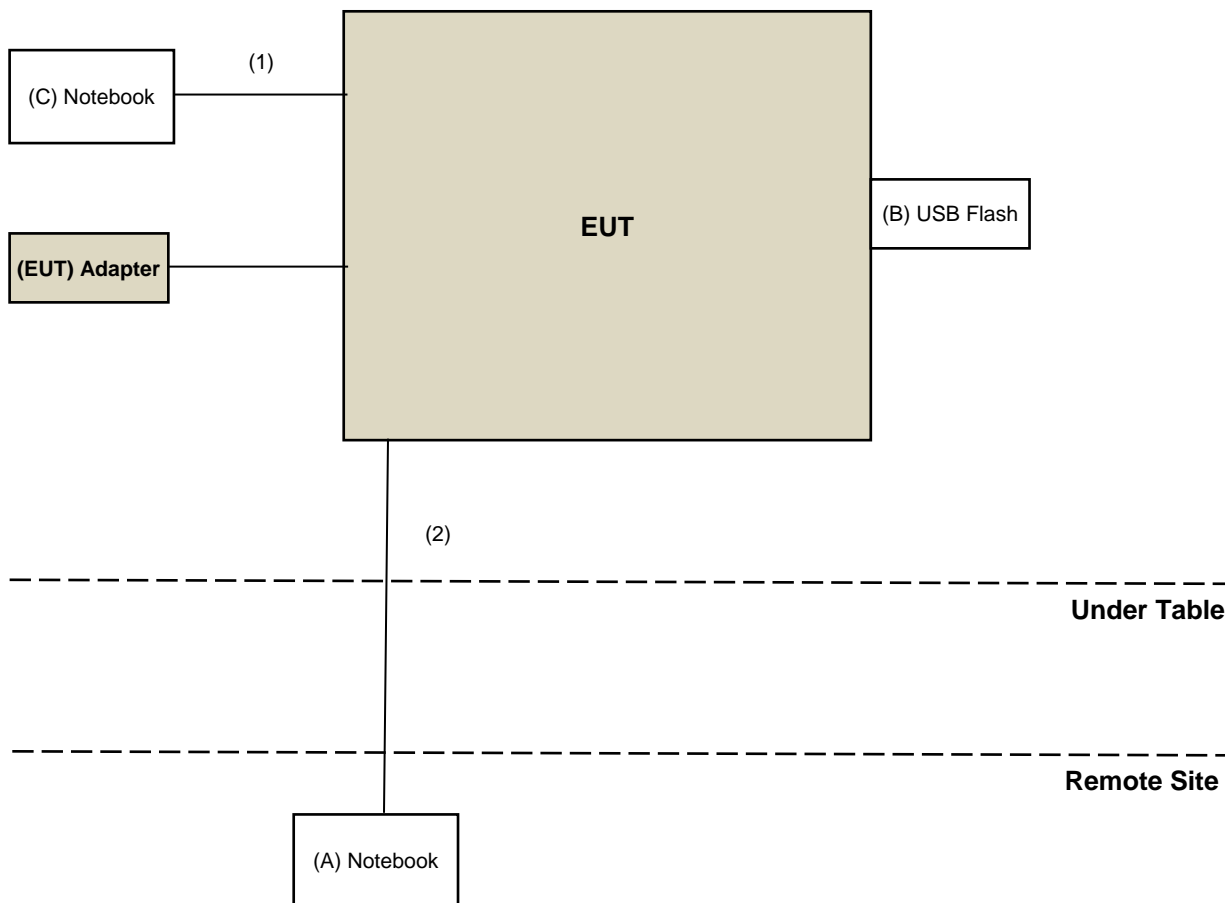 (1)
(C) Notebook
(B) USB Flash
EUT
(EUT) Adapter
(2)
Under Table
Remote Site
(A) Notebook